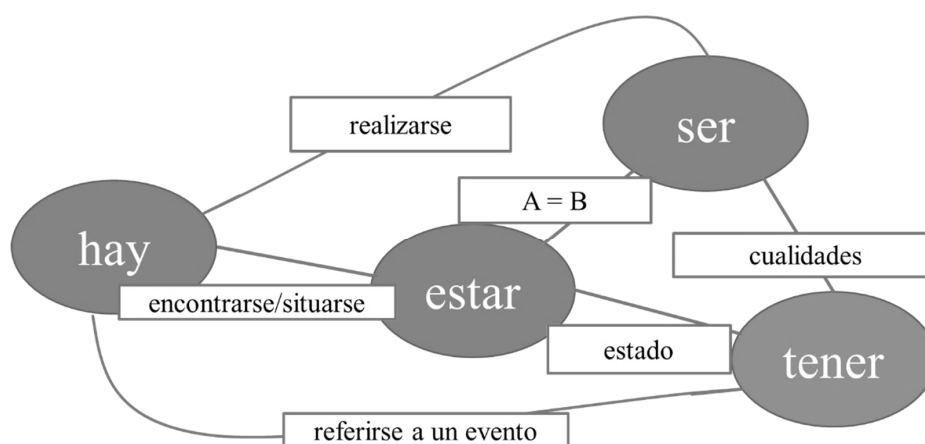 realizarse
ser
A = B
hay
cualidades
encontrarse/situarse
estar
estado
tener
referirse a un evento